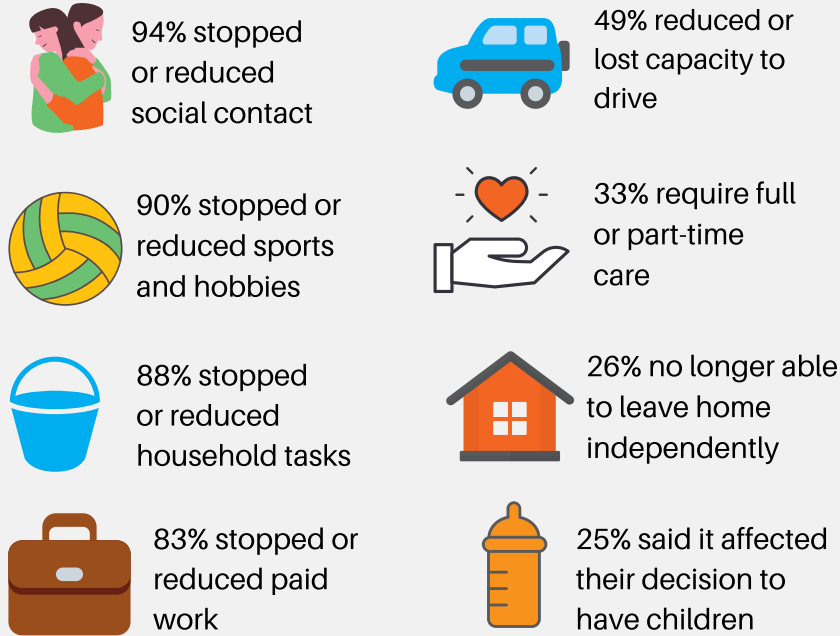 94% stopped
or reduced
social contact
90% stopped or
reduced sports
and hobbies
88% stopped
or reduced
household tasks
83% stopped or
reduced paid
work
49% reduced or
lost capacity to
drive
33% require full
or part-time
care
26% no longer able
to leave home
independently
25% said it affected
their decision to
have children